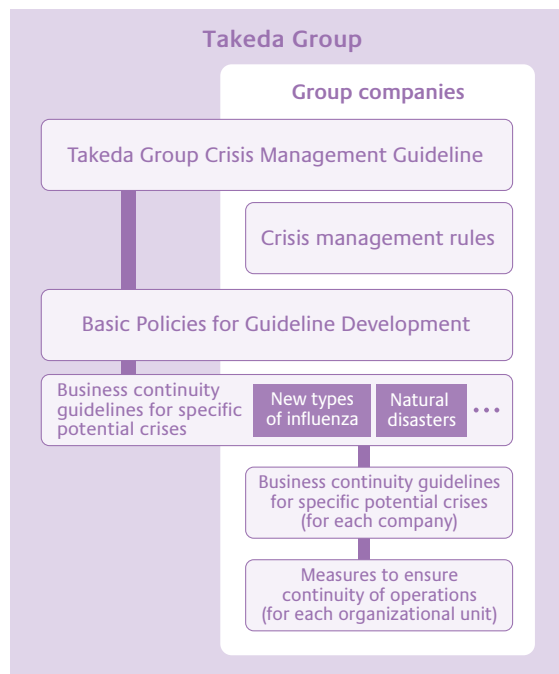 Takeda Group
Group companies
Takeda Group Crisis Management Guideline
Crisis management rules
Basic Policies for Guideline Development
Business continuity
guidelines for specific
potential crises
New types
of influenza
Natural
disasters
...
Business continuity guidelines
for specific potential crises
(for each company)
Measures to ensure
continuity of operations
(for each organizational unit)